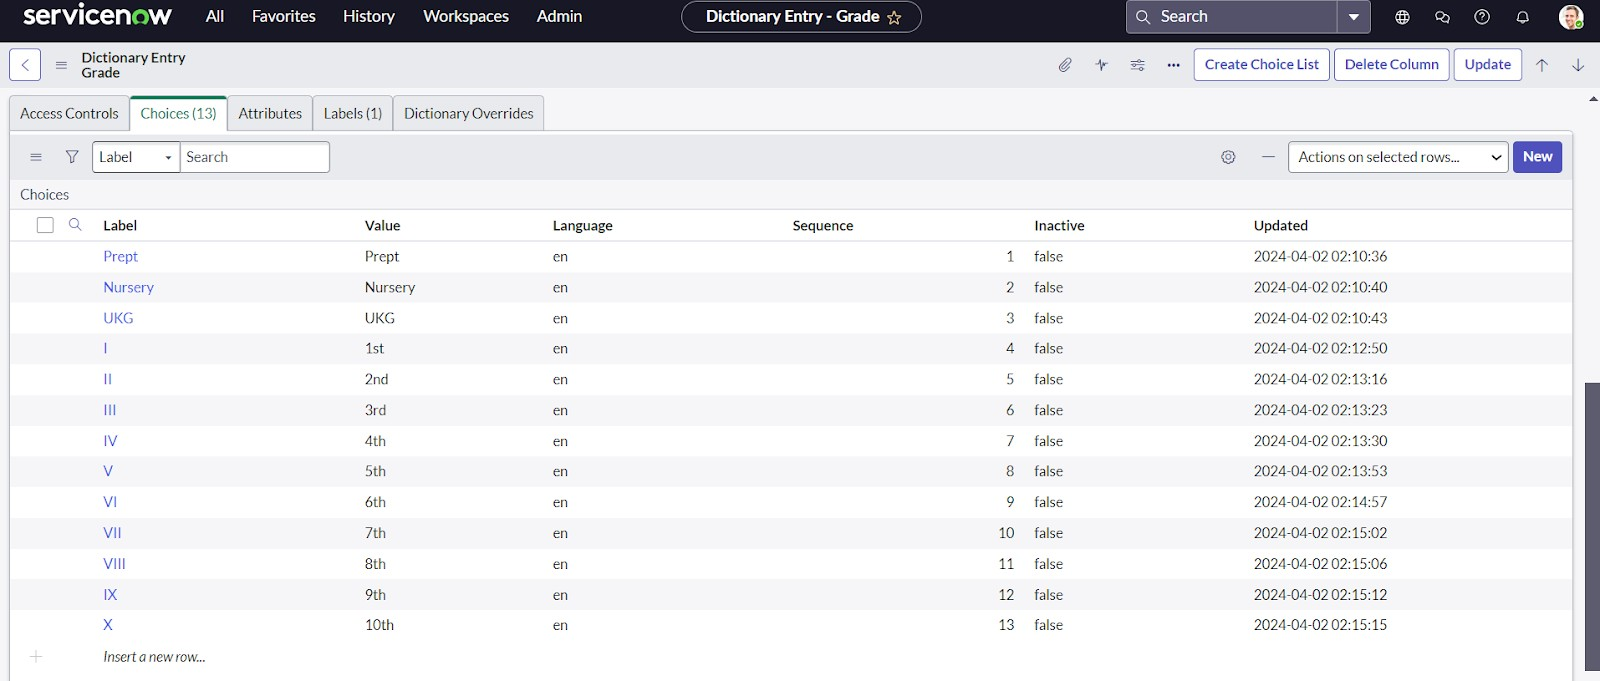 servicenow All Favorites History Workspaces Admin Dictionary Entry - Grade Search
Dictionary Entry
Grade
Create Choice List Delete Column Update
Access Controls Choices (13) Attributes Labels (1) Dictionary Overrides
Label Search Actions on selected rows... New
Choices
Label Value Language Sequence Inactive Updated
Prept Prept en 1 false 2024-04-02 02:10:36
Nursery Nursery en 2 false 2024-04-02 02:10:40
UKG UKG en 3 false 2024-04-02 02:10:43
I 1st en 4 false 2024-04-02 02:12:50
II 2nd en 5 false 2024-04-02 02:13:16
III 3rd en 6 false 2024-04-02 02:13:23
IV 4th en 7 false 2024-04-02 02:13:30
V 5th en 8 false 2024-04-02 02:13:53
VI 6th en 9 false 2024-04-02 02:14:57
VII 7th en 10 false 2024-04-02 02:15:02
VIII 8th en 11 false 2024-04-02 02:15:06
IX 9th en 12 false 2024-04-02 02:15:12
X 10th en 13 false 2024-04-02 02:15:15
Insert a new row...